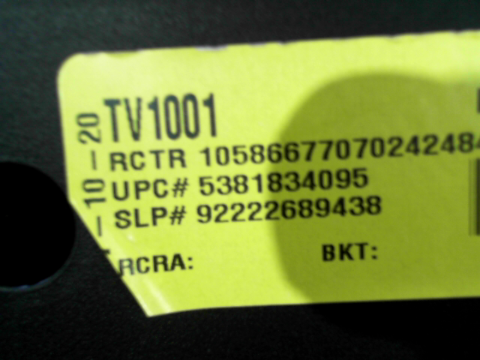 TV1001
RCTR 1058667707024248
UPC# 5381834095
SLP# 92222689438
RCRA:
BKT:
10–20